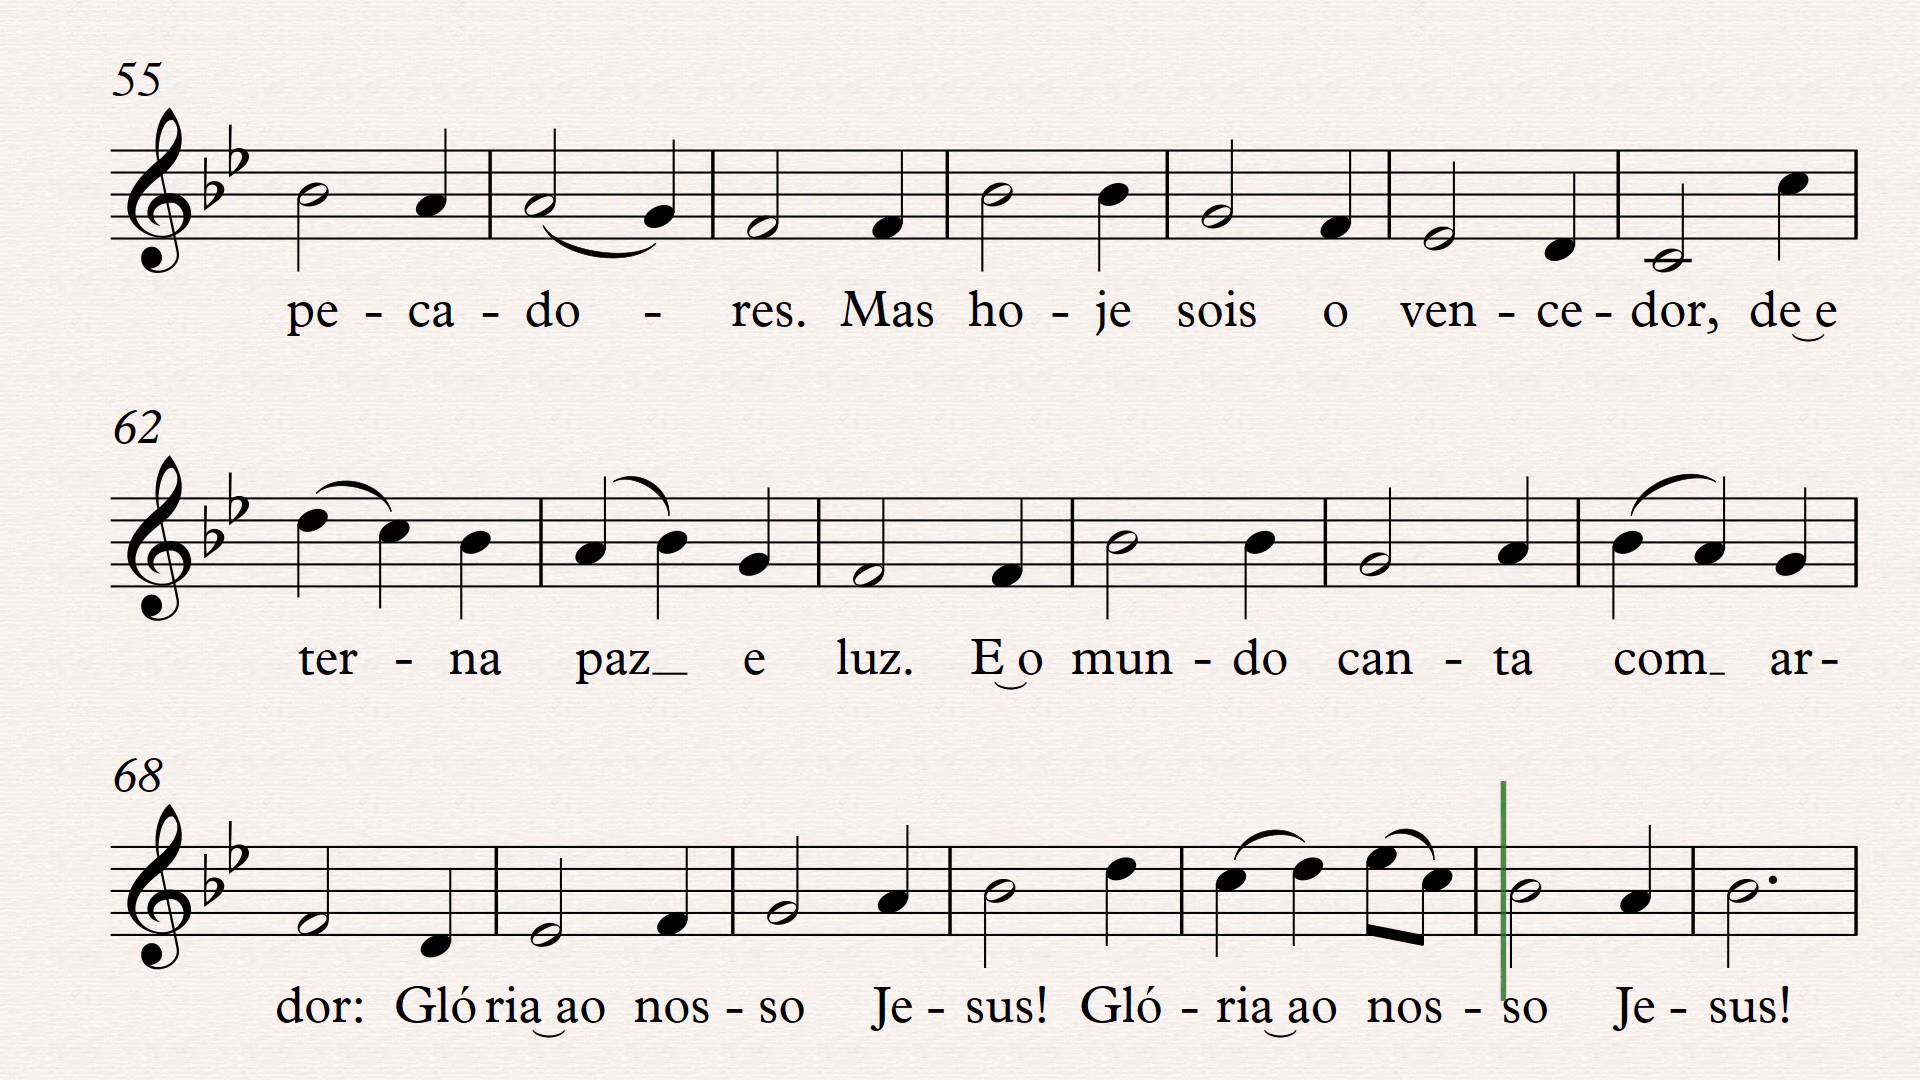 55
pe - ca - do - res. Mas ho - je sois o ven - ce - dor, de e
62
ter - na paz_ e luz. E o mun - do can - ta com_ ar -
68
dor: Gló ria ao nos - so Je - sus! Gló - ria ao nos - so Je - sus!